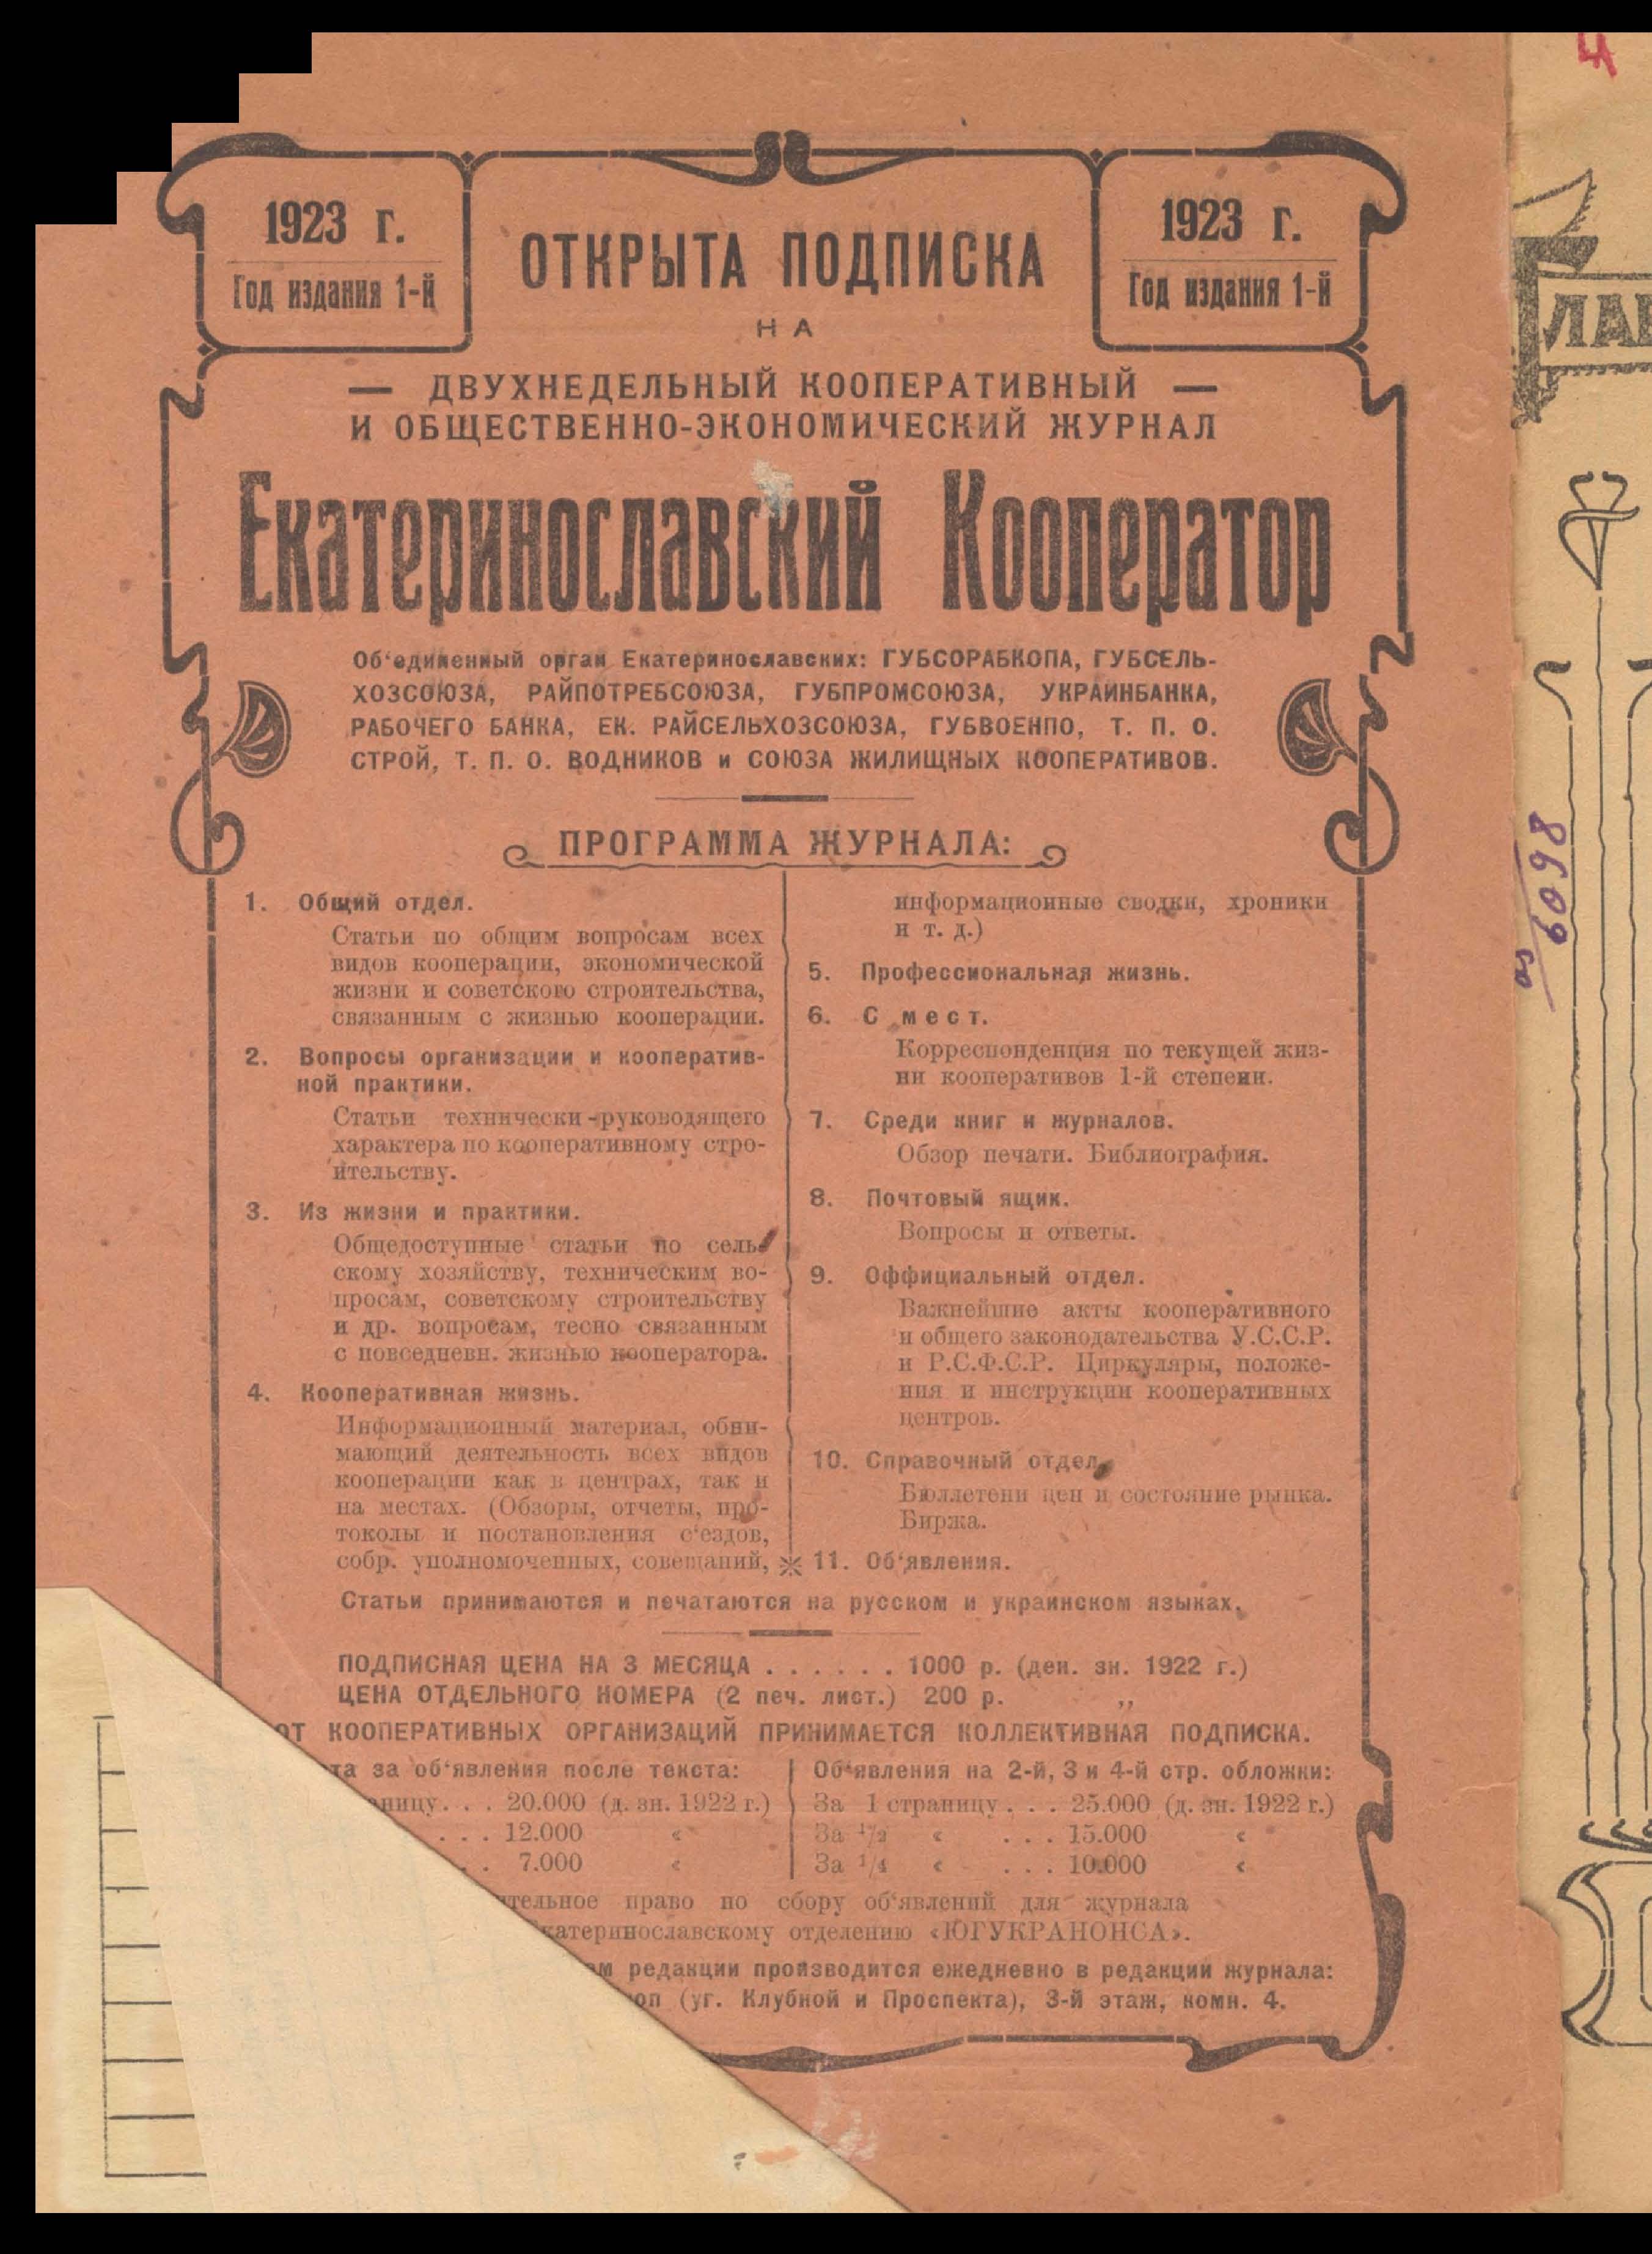 1923 г.
Год издания 1-й
ОТКРЫТА ПОДПИСКА
НА
1923 г.
Год издания 1-й
— ДВУХНЕДЕЛЬНЫЙ КООПЕРАТИВНЫЙ —
И ОБЩЕСТВЕННО-ЭКОНОМИЧЕСКИЙ ЖУРНАЛ
Екатеринославский Кооператор
Об‘единенный орган Екатеринославских: ГУБСОРАБКОПА, ГУБСЕЛЬ-
ХОЗСОЮЗА, РАЙПОТРЕБСОЮЗА, ГУБПРОМСОЮЗА, УКРАИНБАНКА,
РАБОЧЕГО БАНКА, ЕК. РАЙСЕЛЬХОЗСОЮЗА, ГУБВОЕНПО, Т. П. О.
СТРОЙ, Т. П. О. ВОДНИКОВ и СОЮЗА ЖИЛИЩНЫХ КООПЕРАТИВОВ.
ПРОГРАММА ЖУРНАЛА:
1. Общий отдел.
Статьи по общим вопросам всех
видов кооперации, экономической
жизни и советского строительства,
связанным с жизнью кооперации.
2. Вопросы организации и кооператив-
ной практики.
Статьи технически-руководящего
характера по кооперативному стро-
ительству.
3. Из жизни и практики.
Общедоступные статьи по сель-
скому хозяйству, техническим во-
просам, советскому строительству
и др. вопросам, тесно связанным
с повседневн. жизнью кооператора.
4. Кооперативная жизнь.
Информационный материал, обни-
мающий деятельность всех видов
кооперации как в центрах, так и
на местах. (Обзоры, отчеты, про-
токолы и постановления с‘ездов,
собр. уполномоченных, совещаний,
информационные сводки, хроники
и т. д.)
5. Профессиональная жизнь.
6. С мест.
Корреспонденция по текущей жиз-
ни кооперативов 1-й степени.
7. Среди книг и журналов.
Обзор печати. Библиография.
8. Почтовый ящик.
Вопросы и ответы.
9. Оффициальный отдел.
Важнейшие акты кооперативного
и общего законодательства У.С.С.Р.
и Р.С.Ф.С.Р. Циркуляры, положе-
ния и инструкции кооперативных
центров.
10. Справочный отдел.
Бюллетени цен и состояние рынка.
Биржа.
11. Об‘явления.
Статьи принимаются и печатаются на русском и украинском языках.
ПОДПИСНАЯ ЦЕНА НА 3 МЕСЯЦА . . . . . . 1000 р. (ден. зн. 1922 г.)
ЦЕНА ОТДЕЛЬНОГО НОМЕРА (2 печ. лист.) 200 р. „
ОТ КООПЕРАТИВНЫХ ОРГАНИЗАЦИЙ ПРИНИМАЕТСЯ КОЛЛЕКТИВНАЯ ПОДПИСКА.
та за об‘явления после текста:
аницу. . . 20.000 (д. зн. 1922 г.)
. . . 12.000 «
. . 7.000 «
Об‘явления на 2-й, 3 и 4-й стр. обложки:
За 1 страницу . . . 25.000 (д. зн. 1922 г.)
За 1/2 « . . . 15.000 «
За 1/4 « . . . 10.000 «
ительное право по сбору об‘явлений для журнала
катеринославскому отделению «ЮГУКРАНОНСА».
ем редакции производится ежедневно в редакции журнала:
коп (уг. Клубной и Проспекта), 3-й этаж, комн. 4.
6098